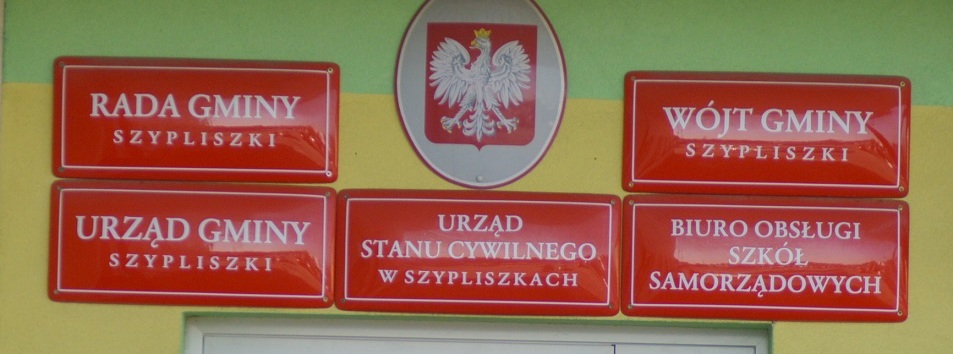 RADA GMINY
SZYPLISZKI
WÓJT GMINY
SZYPLISZKI
URZĄD GMINY
SZYPLISZKI
URZĄD
STANU CYWILNEGO
W SZYPLISZKACH
BIURO OBSŁUGI
SZKÓŁ
SAMORZĄDOWYCH